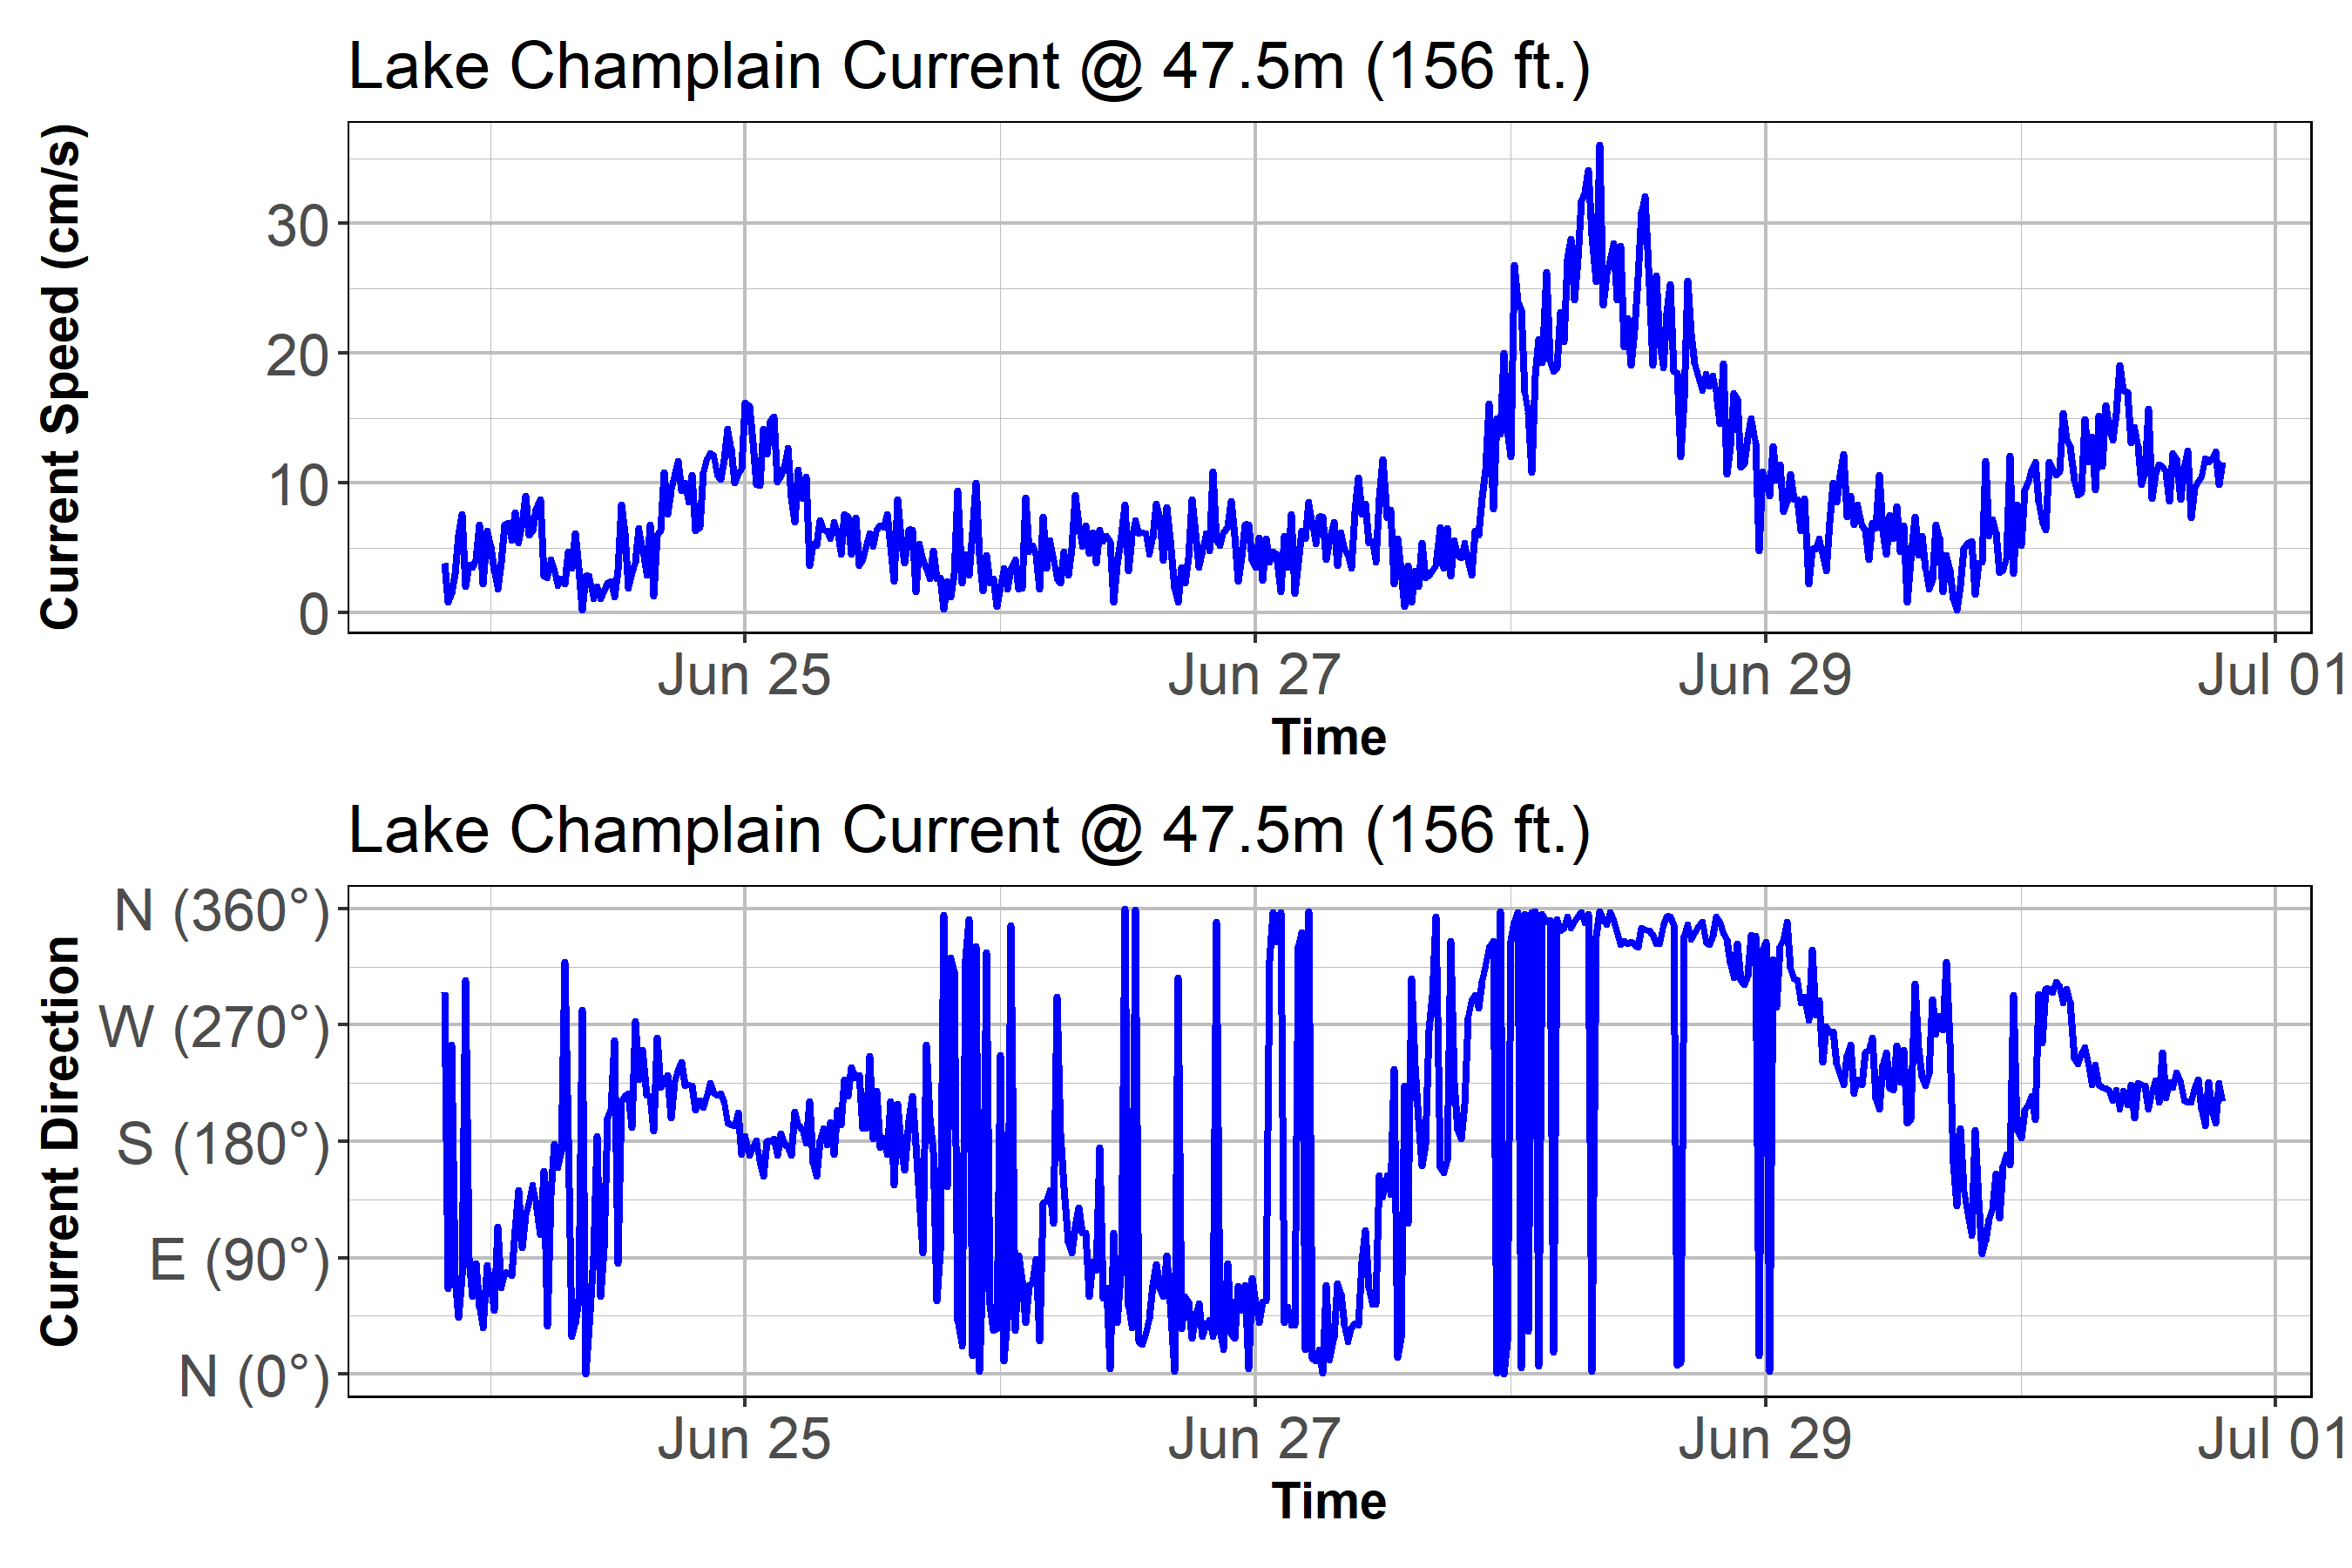 Lake Champlain Current @ 47.5m (156 ft.)
Current Speed (cm/s)
30
20
10
0
Jun 25 Jun 27 Jun 29 Jul 01
Time
Lake Champlain Current @ 47.5m (156 ft.)
Current Direction
N (360°)
W (270°)
S (180°)
E (90°)
N (0°)
Jun 25 Jun 27 Jun 29 Jul 01
Time